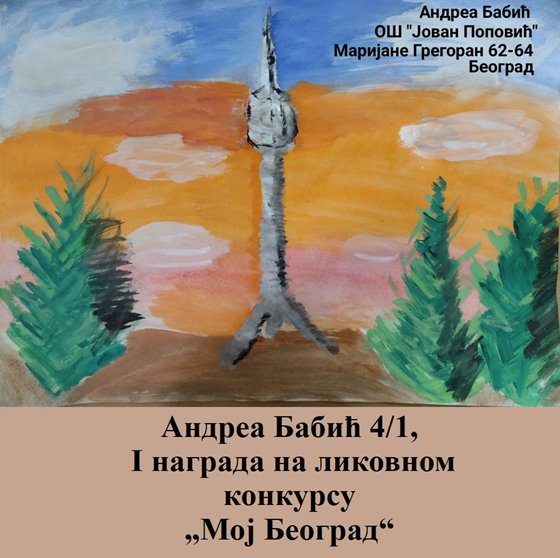 Андреа Бабић
ОШ "Јован Поповић"
Маријане Грегоран 62-64
Београд
Андреа Бабић 4/1,
I награда на ликовном
конкурсу
„Мој Београд“